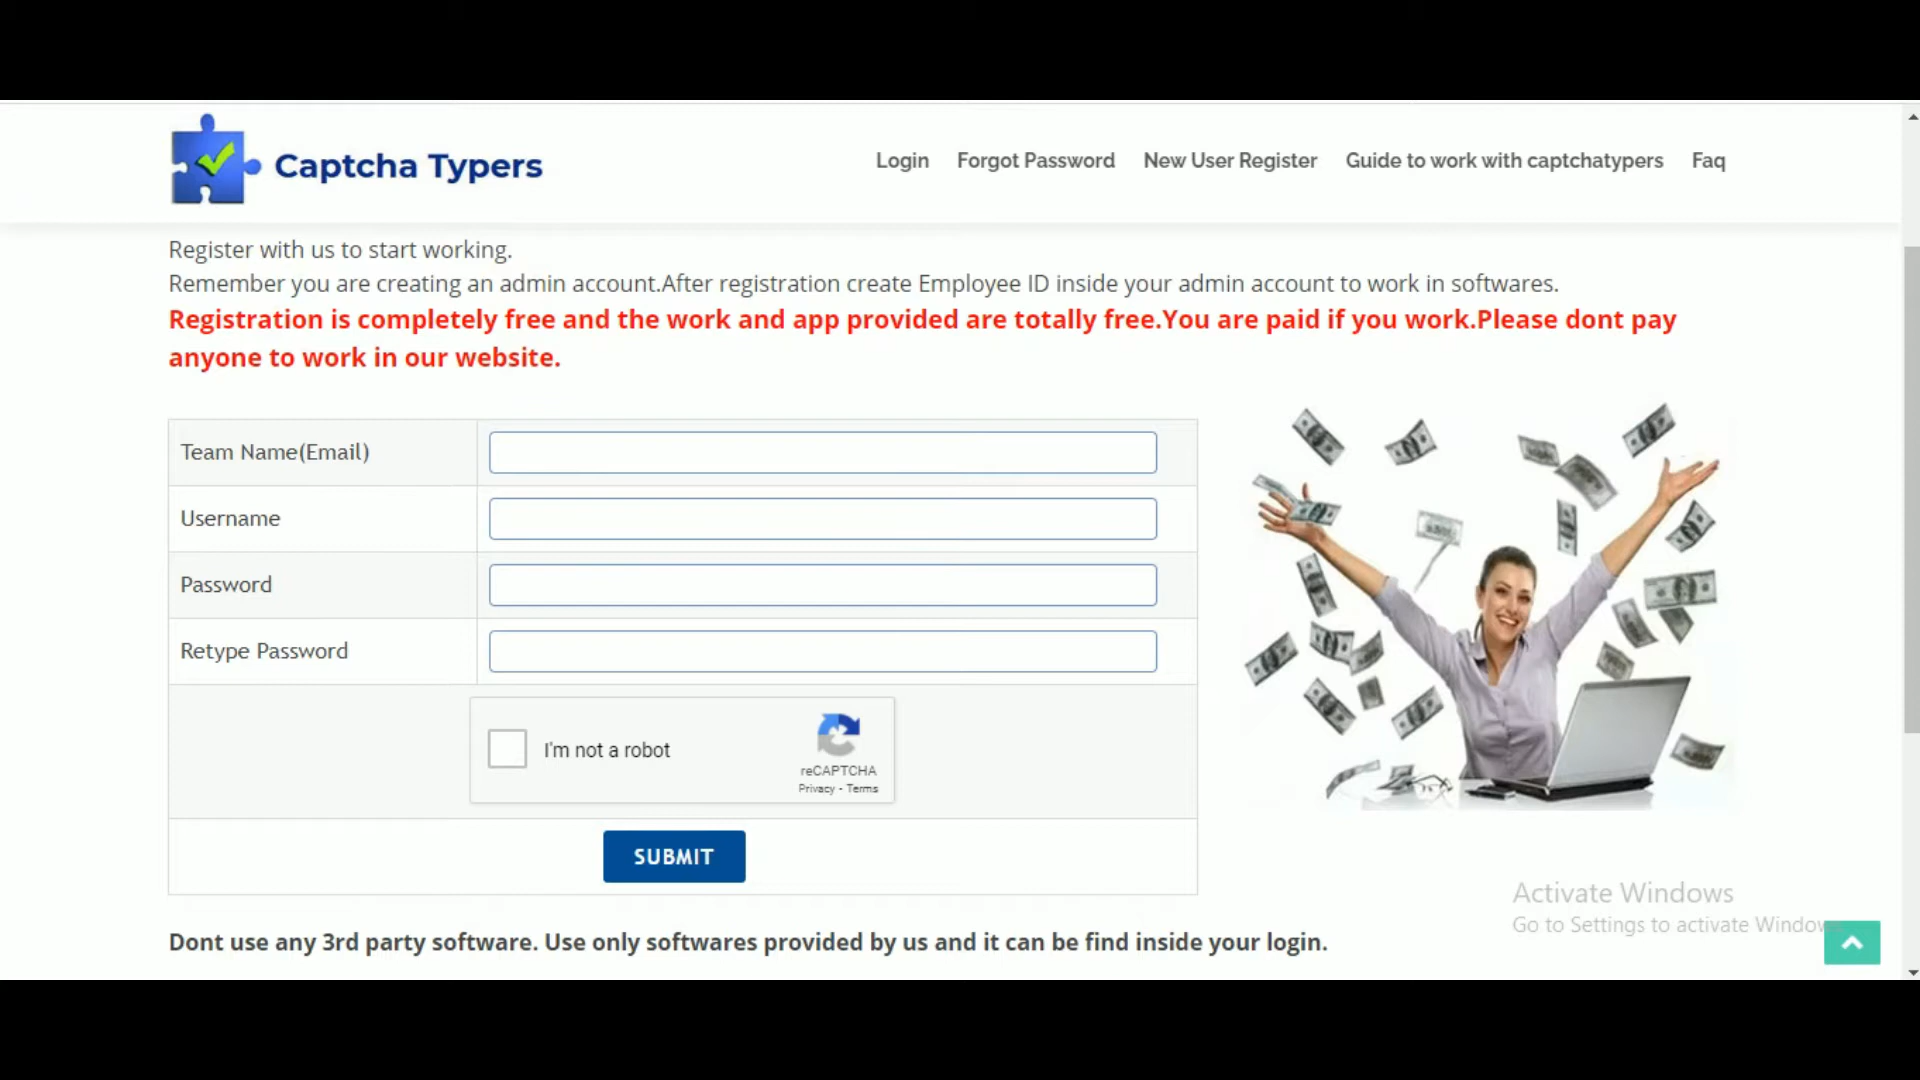 Captcha Typers
Login Forgot Password New User Register Guide to work with captchatypers Faq
Register with us to start working.
Remember you are creating an admin account.After registration create Employee ID inside your admin account to work in softwares.
Registration is completely free and the work and app provided are totally free.You are paid if you work.Please dont pay
anyone to work in our website.
Team Name(Email)
Username
Password
Retype Password
I'm not a robot
reCAPTCHA
Privacy - Terms
SUBMIT
Activate Windows
Go to Settings to activate Windows
Dont use any 3rd party software. Use only softwares provided by us and it can be find inside your login.